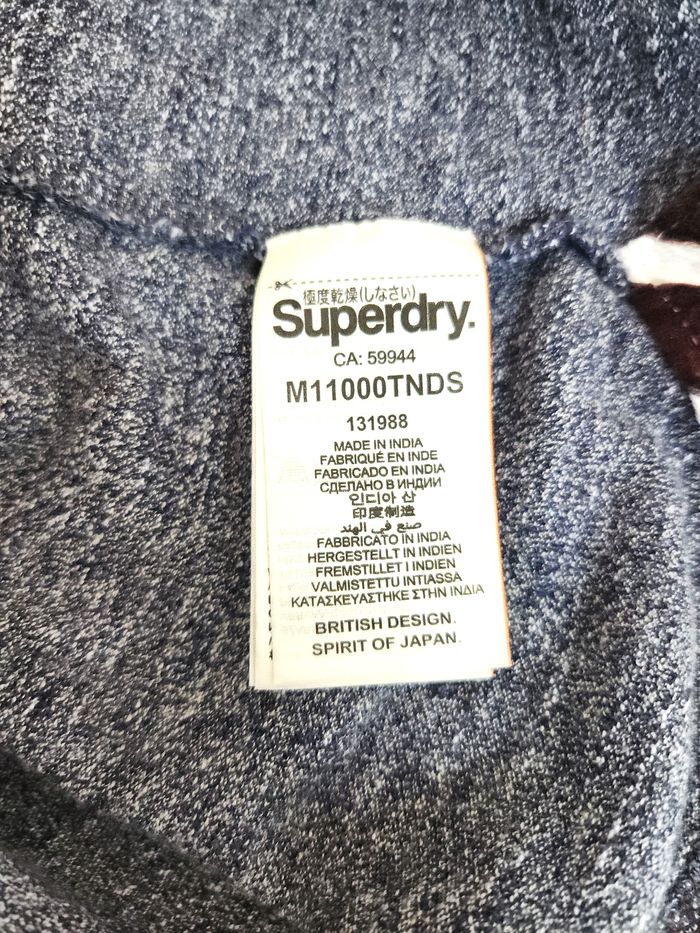 極度乾燥(しなさい)
Superdry.
CA: 59944
M11000TNDS
131988
MADE IN INDIA
FABRIQUÉ EN INDE
FABRICADO EN INDIA
СДЕЛАНО В ИНДИИ
인디아 산
印度制造
صنع في الهند
FABBRICATO IN INDIA
HERGESTELLT IN INDIEN
FREMSTILLET I INDIEN
VALMISTETTU INTIASSA
ΚΑΤΑΣΚΕΥΑΣΤΗΚΕ ΣΤΗΝ ΙΝΔΙΑ
BRITISH DESIGN.
SPIRIT OF JAPAN.